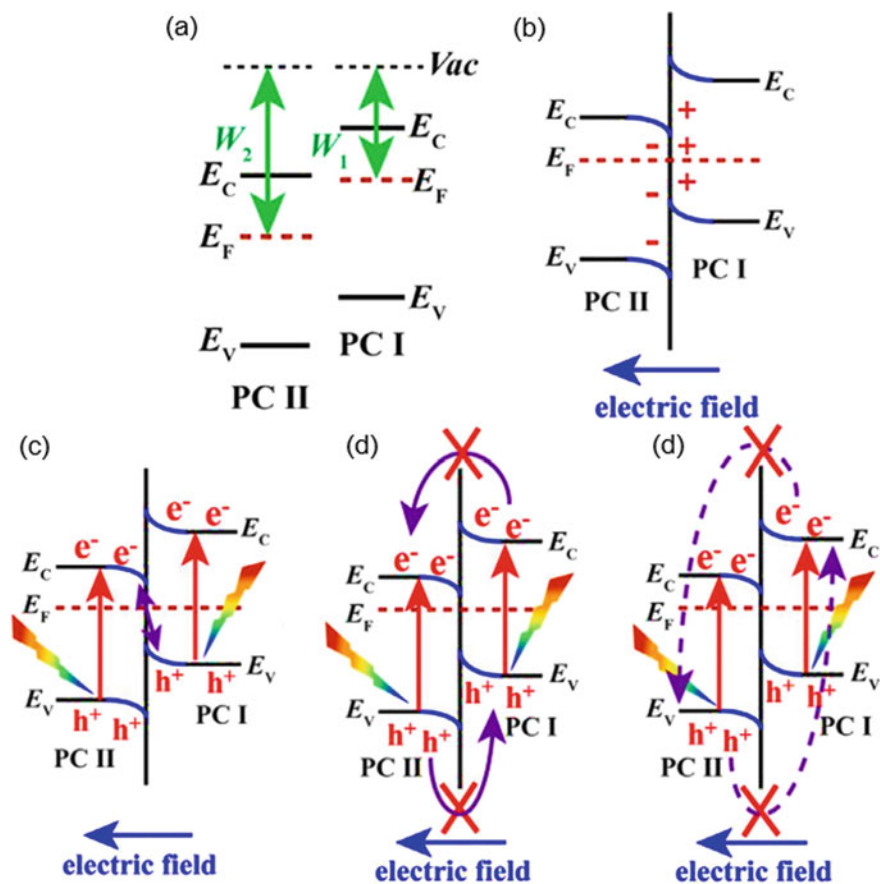 (a)
Vac
W2
W1
EC
EC
EF
EF
EV
EV
PC I
PC II
(b)
EC
EC
EF
EV
EV
PC II
PC I
+
+
+
-
-
-
electric field
(c)
e- e-
EC
EC
e- e-
EF
h+ h+
EV
EV
h+ h+
PC I
PC II
electric field
(d)
e- e-
EC
EC
e- e-
EF
h+ h+
EV
EV
h+ h+
PC I
PC II
electric field
(d)
e- e-
EC
EC
e- e-
EF
h+ h+
EV
EV
h+ h+
PC I
PC II
electric field